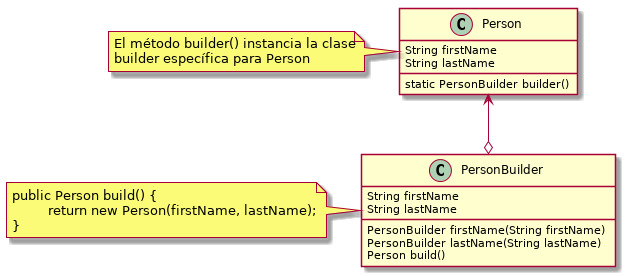 El método builder() instancia la clase
builder específica para Person
C Person
String firstName
String lastName
static PersonBuilder builder()
public Person build() {
return new Person(firstName, lastName);
}
C PersonBuilder
String firstName
String lastName
PersonBuilder firstName(String firstName)
PersonBuilder lastName(String lastName)
Person build()